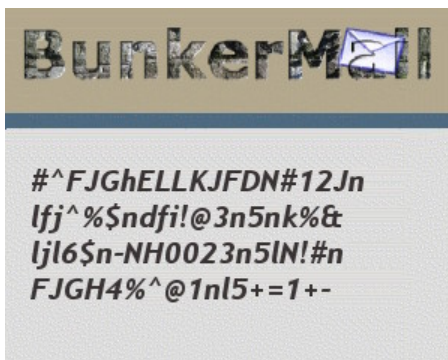 BunkerMail
#^FJGhELLKJFDN#12Jn
lfj^%$ndfi!@3n5nk%&
ljl6$n-NH0023n5lN!#n
FJGH4%^@1nl5+=1+-